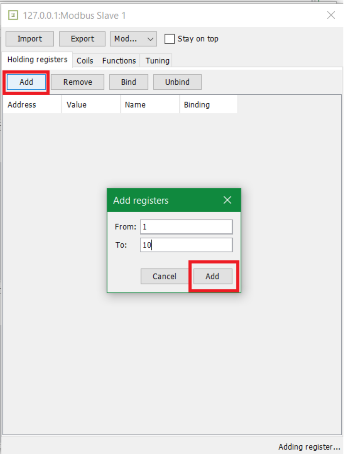 127.0.0.1:Modbus Slave 1
Import Export Mod... Stay on top
Holding registers Coils Functions Tuning
Add Remove Bind Unbind
Address Value Name Binding
Add registers
From: 1
To: 10
Cancel Add
Adding register...